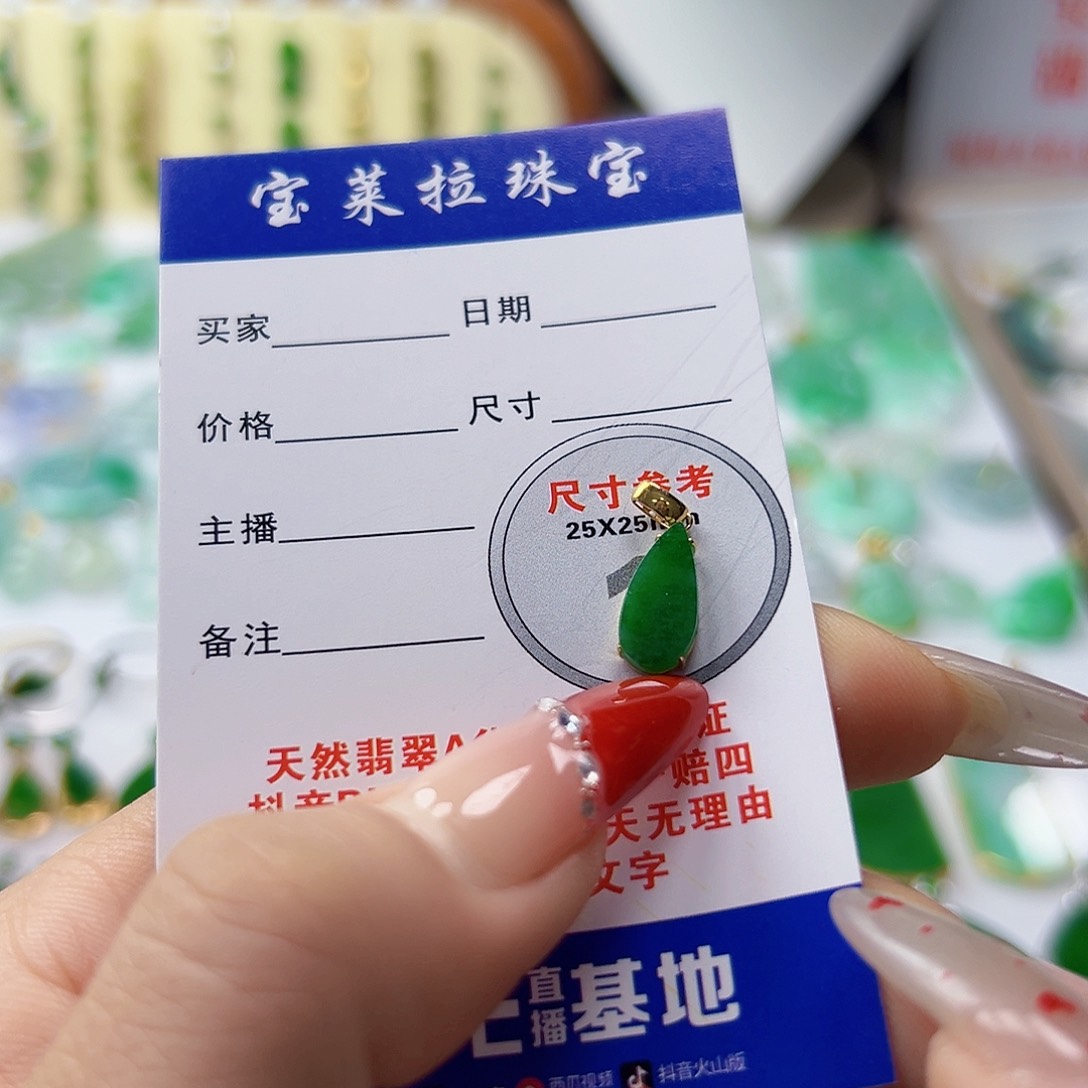 宝莱拉珠宝
买家 日期
价格 尺寸
主播
备注
尺寸参考
25X25
天然翡翠A 证
抖音 赔四
天无理由
文字
直播基地
西瓜视频 抖音火山版